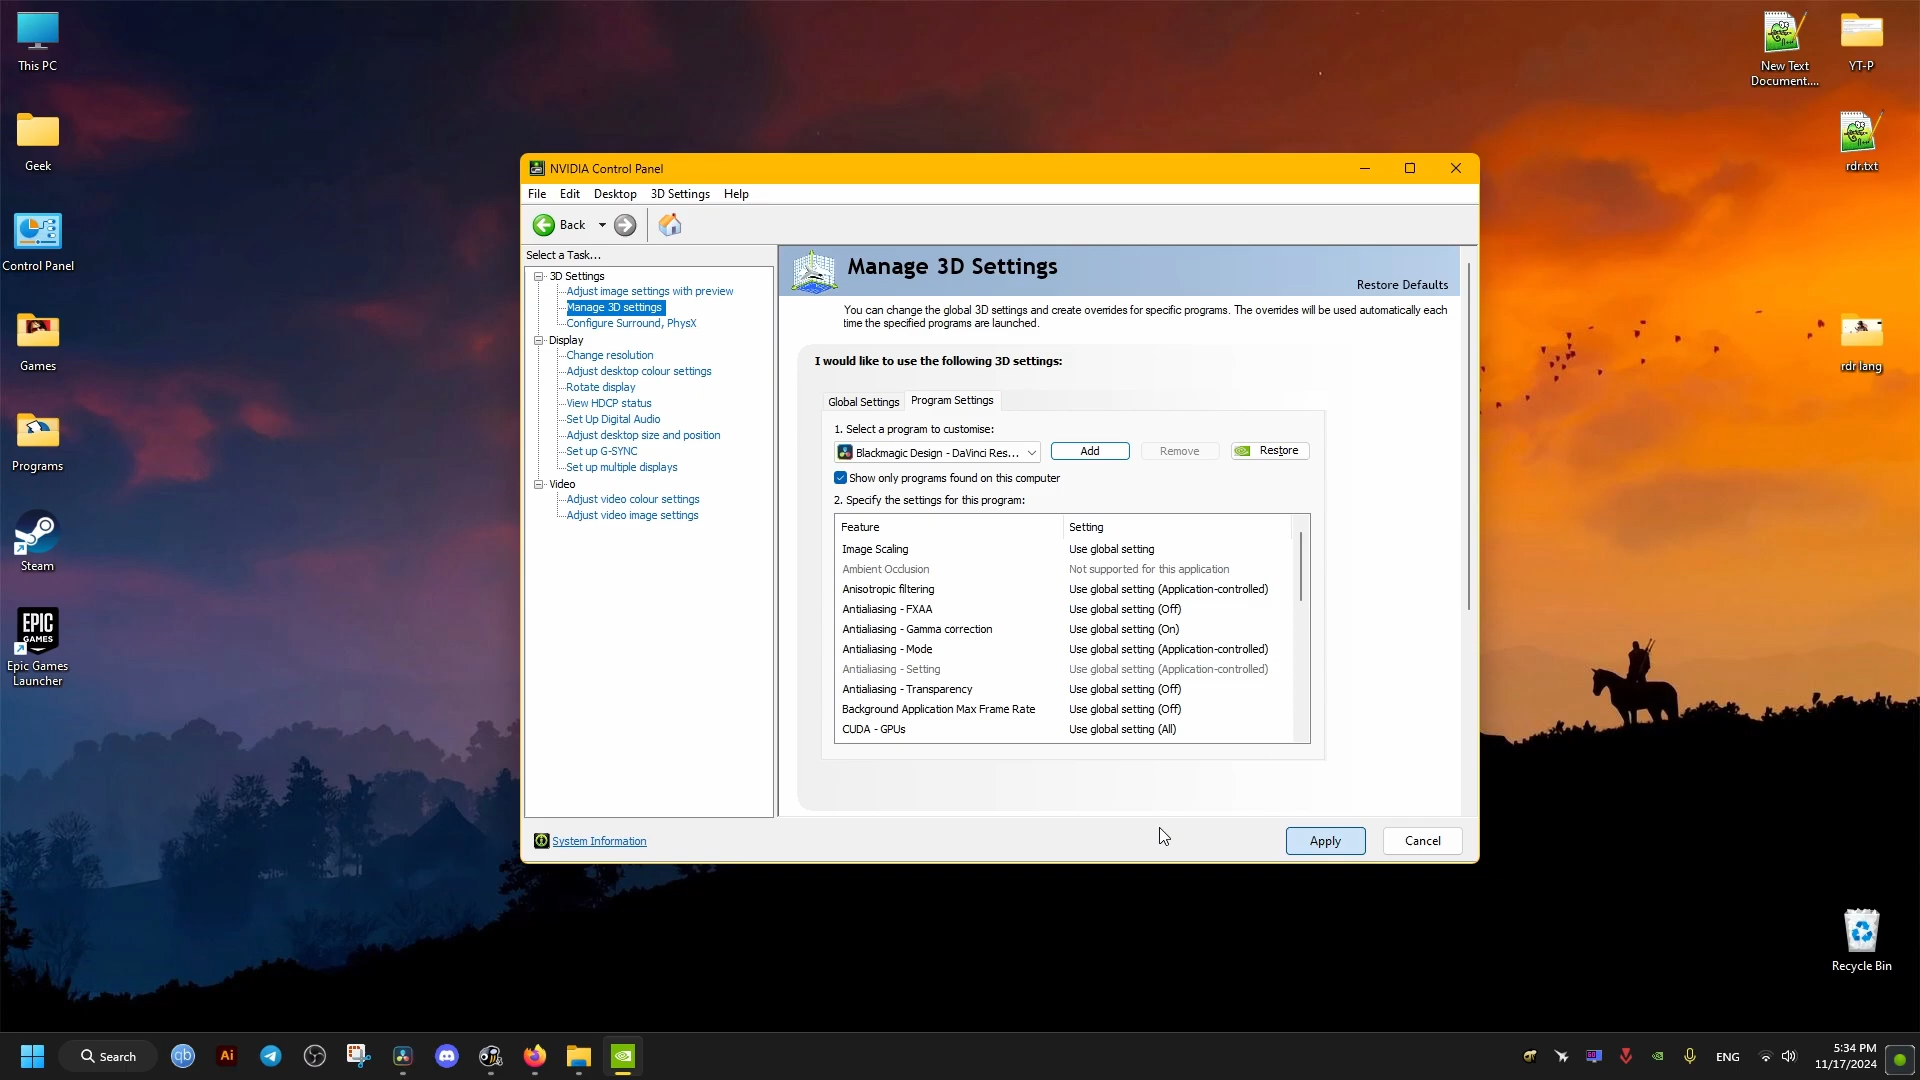 This PC
Geek
Control Panel
Games
Programs
Steam
EPIC
GAMES
Epic Games
Launcher
New Text
Document....
YT-P
rdr.txt
rdr lang
Recycle Bin
NVIDIA Control Panel
File Edit Desktop 3D Settings Help
Back
Select a Task...
3D Settings
Adjust image settings with preview
Manage 3D settings
Configure Surround, PhysX
Display
Change resolution
Adjust desktop colour settings
Rotate display
View HDCP status
Set Up Digital Audio
Adjust desktop size and position
Set up G-SYNC
Set up multiple displays
Video
Adjust video colour settings
Adjust video image settings
System Information
Manage 3D Settings
Restore Defaults
You can change the global 3D settings and create overrides for specific programs. The overrides will be used automatically each
time the specified programs are launched.
I would like to use the following 3D settings:
Global Settings Program Settings
1. Select a program to customise:
Blackmagic Design - DaVinci Res... Add Remove Restore
Show only programs found on this computer
2. Specify the settings for this program:
Feature Setting
Image Scaling Use global setting
Ambient Occlusion Not supported for this application
Anisotropic filtering Use global setting (Application-controlled)
Antialiasing - FXAA Use global setting (Off)
Antialiasing - Gamma correction Use global setting (On)
Antialiasing - Mode Use global setting (Application-controlled)
Antialiasing - Setting Use global setting (Application-controlled)
Antialiasing - Transparency Use global setting (Off)
Background Application Max Frame Rate Use global setting (Off)
CUDA - GPUs Use global setting (All)
Apply Cancel
Search
qb
Ai
ENG
5:34 PM
11/17/2024